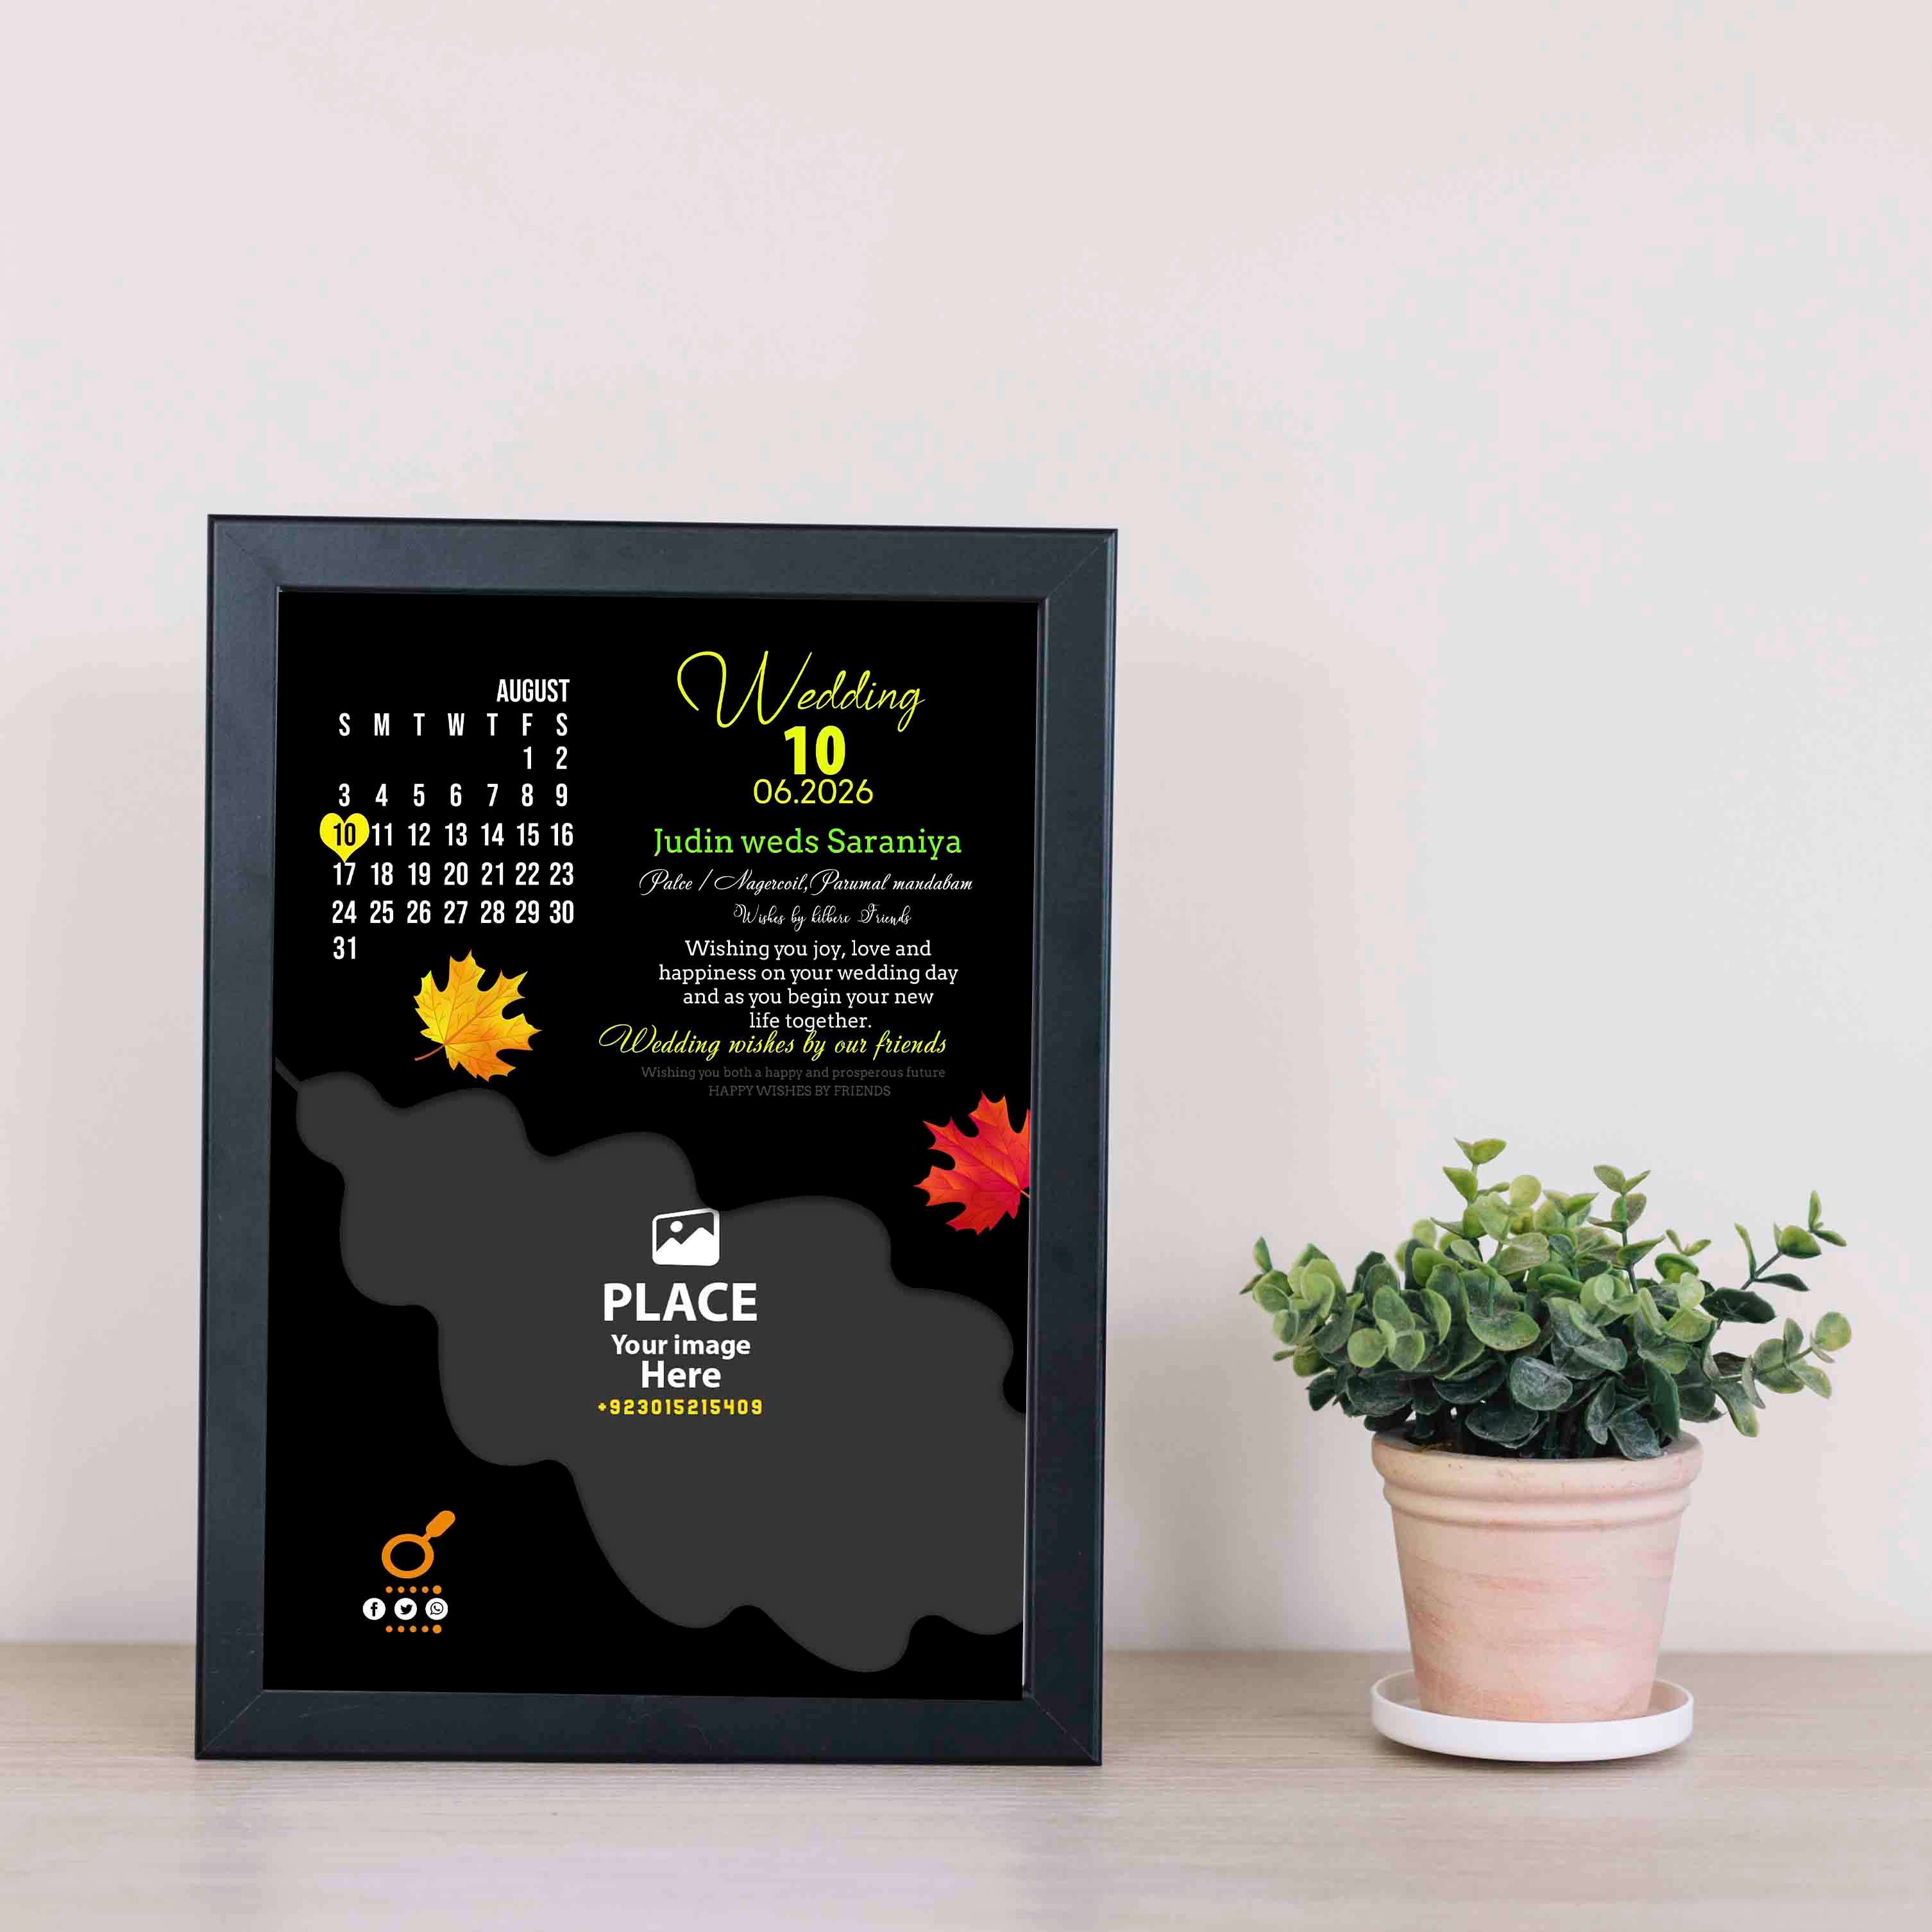 AUGUST
S M T W T F S
1 2
3 4 5 6 7 8 9
10 11 12 13 14 15 16
17 18 19 20 21 22 23
24 25 26 27 28 29 30
31
Wedding
10
06.2026
Judin weds Saraniya
Palce / Nagercoil, Parumal mandabam
Wishes by kilbere Friends
Wishing you joy, love and
happiness on your wedding day
and as you begin your new
life together.
Wedding wishes by our friends
Wishing you both a happy and prosperous future
HAPPY WISHES BY FRIENDS
PLACE
Your image
Here
+923015215409